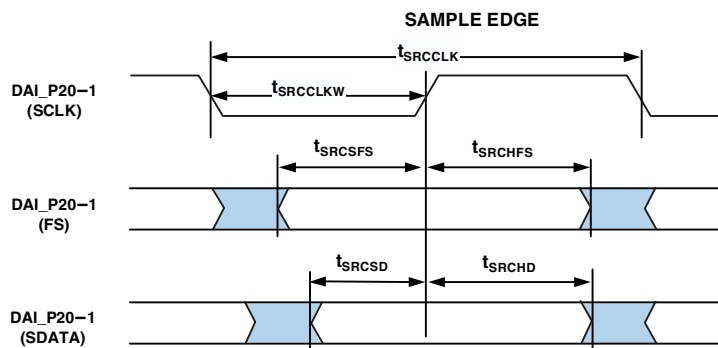 SAMPLE EDGE
tSRCCLK
DAI_P20–1
(SCLK)
tSRCCLKW
tSRCSFS
tSRCHFS
DAI_P20–1
(FS)
tSRCSD
tSRCHD
DAI_P20–1
(SDATA)